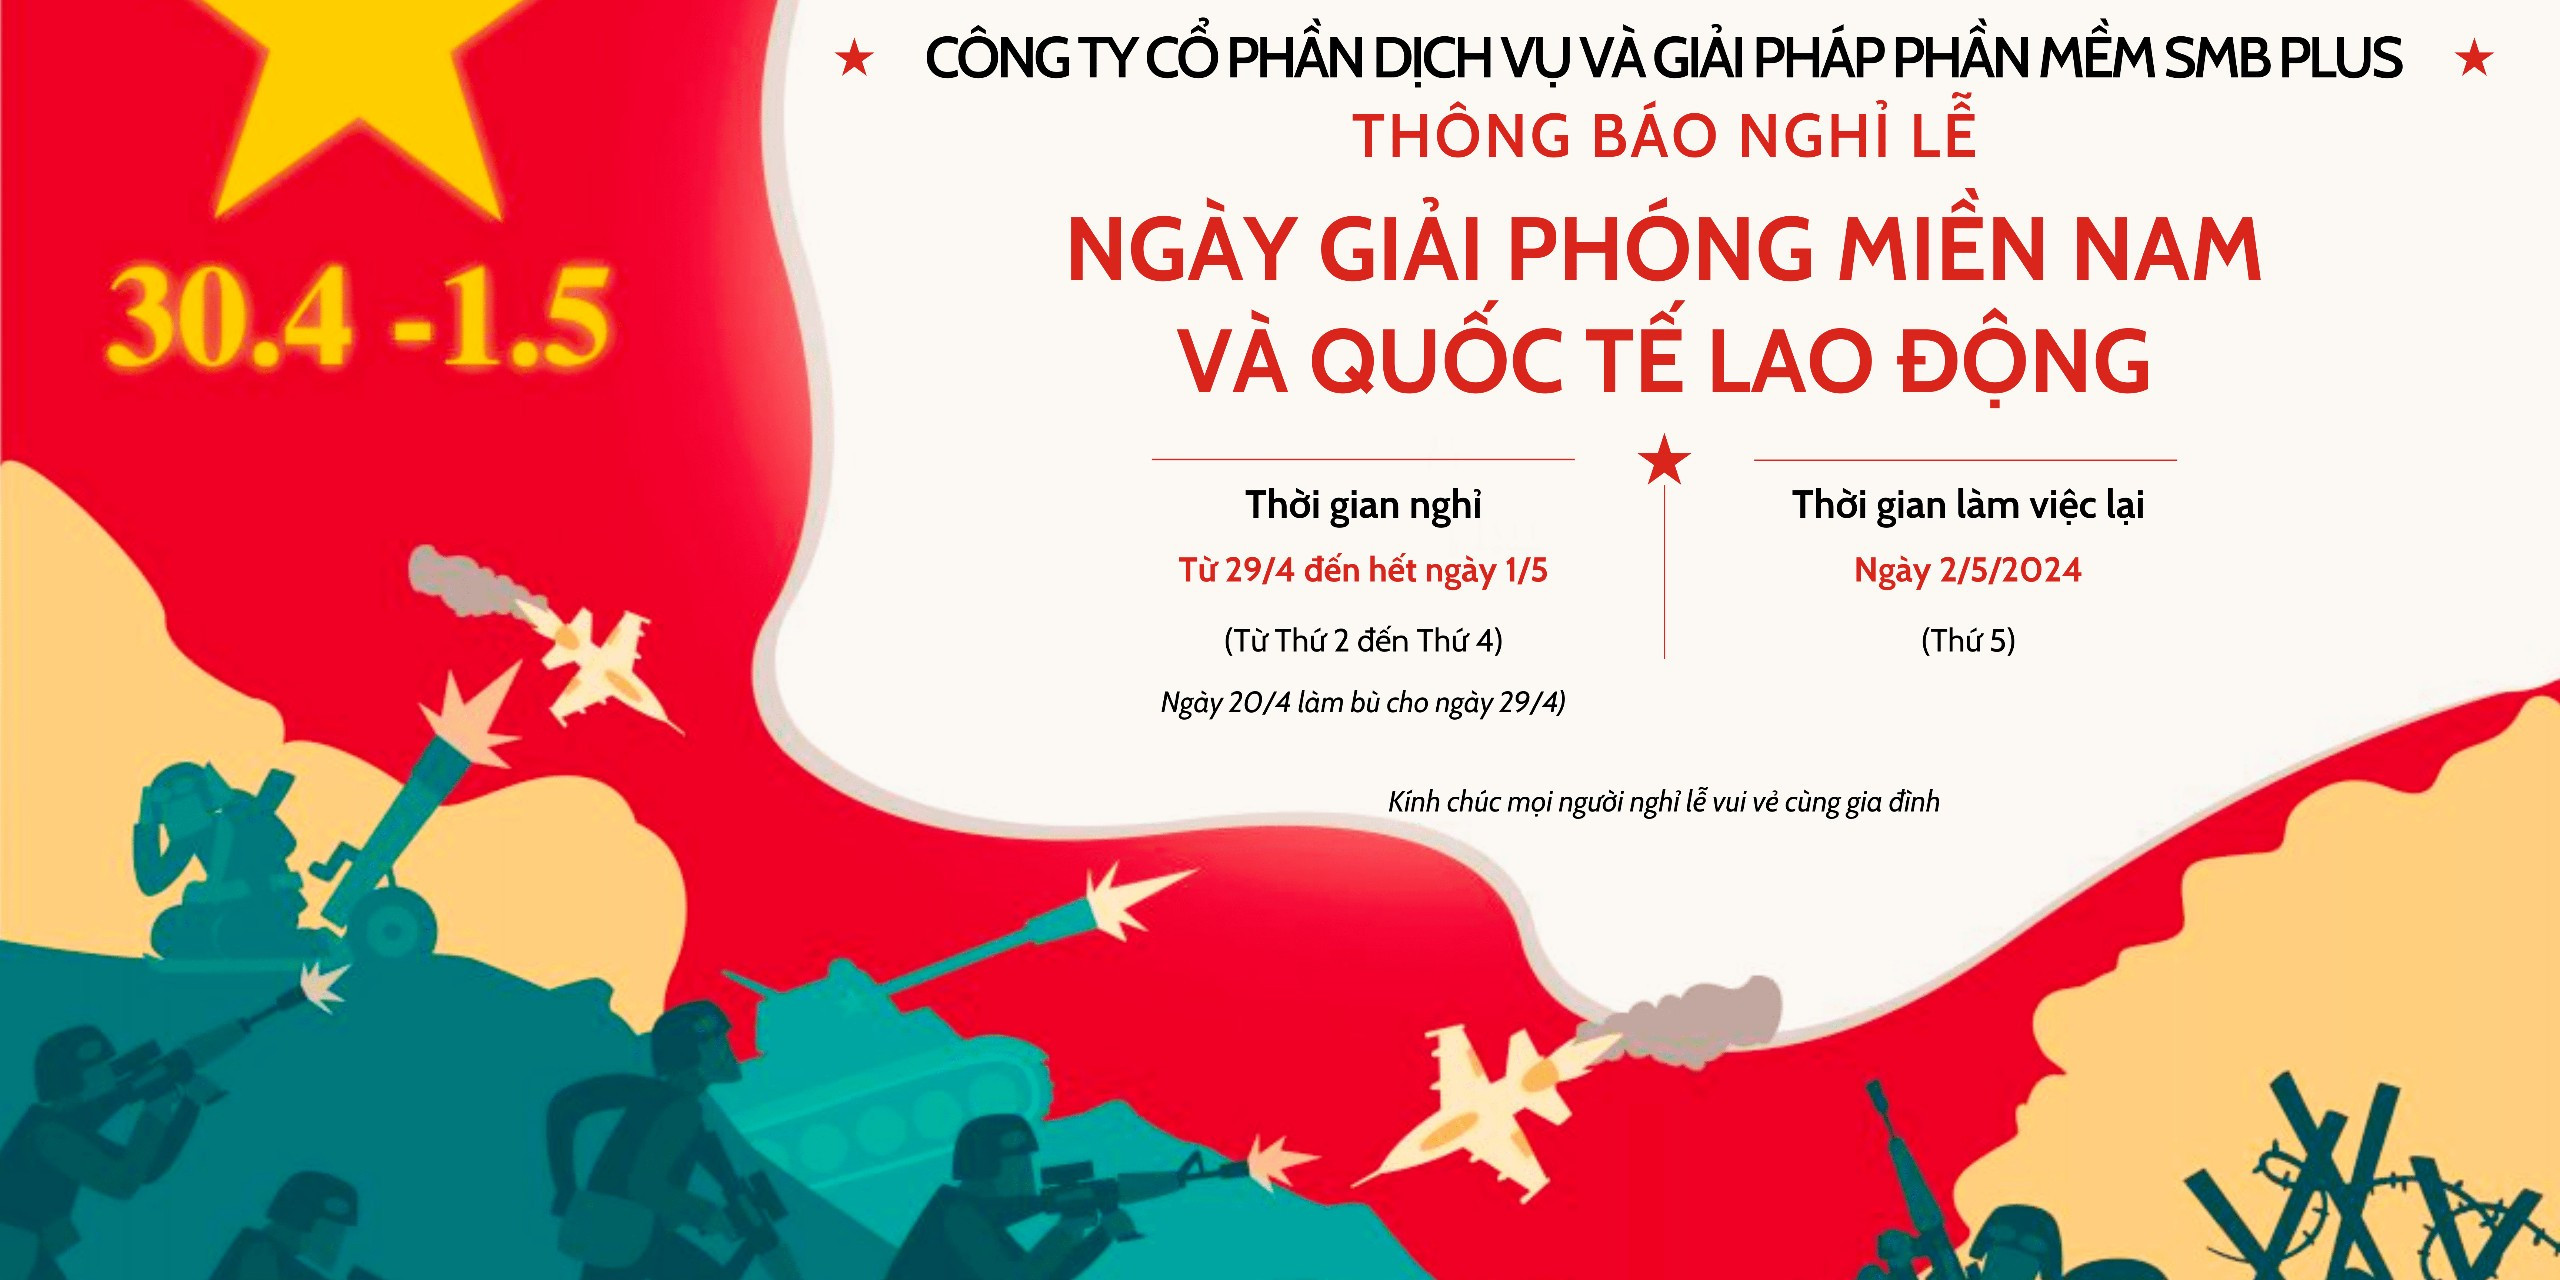 CÔNG TY CỔ PHẦN DỊCH VỤ VÀ GIẢI PHÁP PHẦN MỀM SMB PLUS
THÔNG BÁO NGHỈ LỄ
NGÀY GIẢI PHÓNG MIỀN NAM
VÀ QUỐC TẾ LAO ĐỘNG
30.4 -1.5
Thời gian nghỉ
Từ 29/4 đến hết ngày 1/5
(Từ Thứ 2 đến Thứ 4)
Ngày 20/4 làm bù cho ngày 29/4)
Thời gian làm việc lại
Ngày 2/5/2024
(Thứ 5)
Kính chúc mọi người nghỉ lễ vui vẻ cùng gia đình